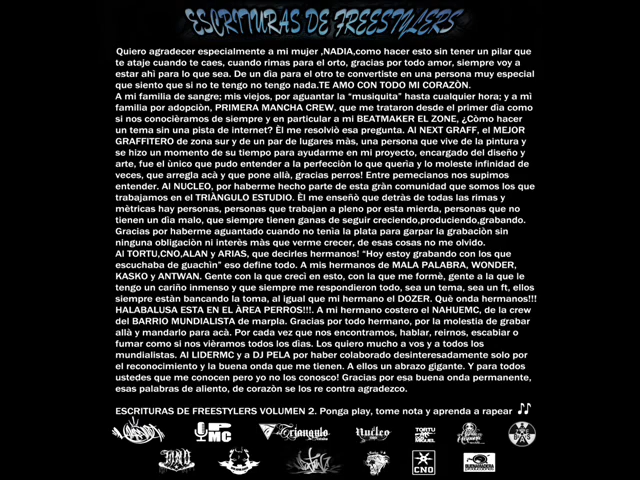 ESCRITURAS DE FREESTYLERS
Quiero agradecer especialmente a mi mujer ,NADIA,como hacer esto sin tener un pilar que
te ataje cuando te caes, cuando rimas para el orto, gracias por todo amor, siempre voy a
estar ahì para lo que sea. De un dìa para el otro te convertiste en una persona muy especial
que siento que si no te tengo no tengo nada.TE AMO CON TODO MI CORAZÒN.
A mi familia de sangre; mis viejos, por aguantar la "musiquita" hasta cualquier hora; y a mì
familia por adopciòn, PRIMERA MANCHA CREW, que me trataron desde el primer dìa como
si nos conocièramos de siempre y en particular a mi BEATMAKER EL ZONE, ¿Còmo hacer
un tema sin una pista de internet? Èl me resolviò esa pregunta. Al NEXT GRAFF, el MEJOR
GRAFFITERO de zona sur y de un par de lugares màs, una persona que vive de la pintura y
se hizo un momento de su tiempo para ayudarme en mi proyecto, encargado del diseño y
arte, fue el ùnico que pudo entender a la perfecciòn lo que querìa y lo moleste infinidad de
veces, que arregla acà y que pone allà, gracias perros! Entre pemecianos nos supimos
entender. Al NUCLEO, por haberme hecho parte de esta gràn comunidad que somos los que
trabajamos en el TRIÀNGULO ESTUDIO. Èl me enseñò que detràs de todas las rimas y
mètricas hay personas, personas que trabajan a pleno por esta mierda, personas que no
tienen un dìa malo, que siempre tienen ganas de seguir creciendo,produciendo,grabando.
Gracias por haberme aguantado cuando no tenìa la plata para garpar la grabaciòn sin
ninguna obligaciòn ni interès màs que verme crecer, de esas cosas no me olvido.
Al TORTU,CNO,ALAN y ARIAS, que decirles hermanos! "Hoy estoy grabando con los que
escuchaba de guachin" eso define todo. A mis hermanos de MALA PALABRA, WONDER,
KASKO y ANTWAN. Gente con la que crecì en esto, con la que me formè, gente a la que le
tengo un cariño inmenso y que siempre me respondieron todo, sea un tema, sea un ft, ellos
siempre estàn bancando la toma, al igual que mi hermano el DOZER. Què onda hermanos!!!
HALABALUSA ESTA EN EL ÀREA PERROS!!!. A mi hermano costero el NAHUEMC, de la crew
del BARRIO MUNDIALISTA de marpla. Gracias por todo hermano, por la molestia de grabar
allà y mandarlo para acà. Por cada vez que nos encontramos, hablar, reirnos, escabiar o
fumar como si nos vièramos todos los dìas. Los quiero mucho a vos y a todos los
mundialistas. Al LIDERMC y a DJ PELA por haber colaborado desinteresadamente solo por
el reconocimiento y la buena onda que me tienen. A ellos un abrazo gigante. Y para todos
ustedes que me conocen pero yo no los conosco! Gracias por esa buena onda permanente,
esas palabras de aliento, de corazòn se los re contra agradezco.
ESCRITURAS DE FREESTYLERS VOLUMEN 2. Ponga play, tome nota y aprenda a rapear
MC
Triangulo
Nucleo
TORTU
MIGUEL
CNO